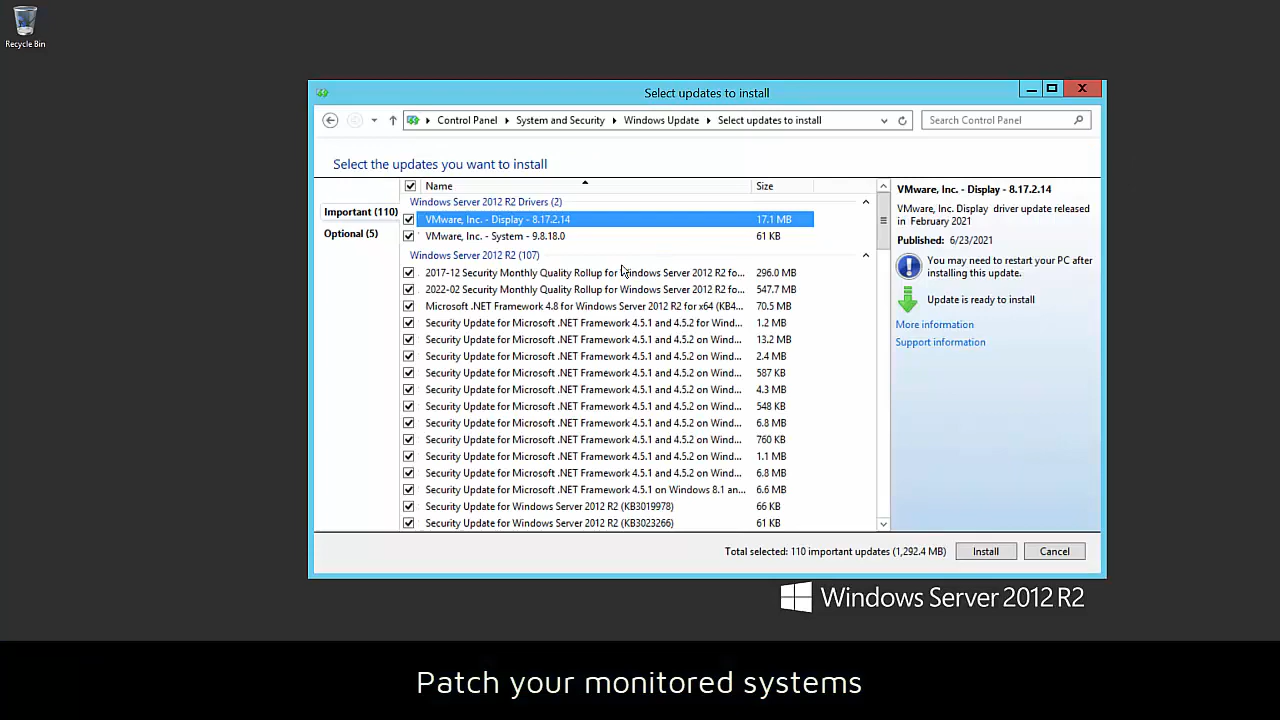 Recycle Bin
Select updates to install
Control Panel System and Security Windows Update Select updates to install Search Control Panel
Select the updates you want to install
Important (110)
Optional (5)
Name Size
Windows Server 2012 R2 Drivers (2)
VMware, Inc. - Display - 8.17.2.14 17.1 MB
VMware, Inc. - System - 9.8.18.0 61 KB
Windows Server 2012 R2 (107)
2017-12 Security Monthly Quality Rollup for Windows Server 2012 R2 fo... 296.0 MB
2022-02 Security Monthly Quality Rollup for Windows Server 2012 R2 fo... 547.7 MB
Microsoft .NET Framework 4.8 for Windows Server 2012 R2 for x64 (KB4... 70.5 MB
Security Update for Microsoft .NET Framework 4.5.1 and 4.5.2 for Wind... 1.2 MB
Security Update for Microsoft .NET Framework 4.5.1 and 4.5.2 on Wind... 13.2 MB
Security Update for Microsoft .NET Framework 4.5.1 and 4.5.2 on Wind... 2.4 MB
Security Update for Microsoft .NET Framework 4.5.1 and 4.5.2 on Wind... 587 KB
Security Update for Microsoft .NET Framework 4.5.1 and 4.5.2 on Wind... 4.3 MB
Security Update for Microsoft .NET Framework 4.5.1 and 4.5.2 on Wind... 548 KB
Security Update for Microsoft .NET Framework 4.5.1 and 4.5.2 on Wind... 6.8 MB
Security Update for Microsoft .NET Framework 4.5.1 and 4.5.2 on Wind... 760 KB
Security Update for Microsoft .NET Framework 4.5.1 and 4.5.2 on Wind... 1.1 MB
Security Update for Microsoft .NET Framework 4.5.1 and 4.5.2 on Wind... 6.8 MB
Security Update for Microsoft .NET Framework 4.5.1 on Windows 8.1 an... 6.6 MB
Security Update for Windows Server 2012 R2 (KB3019978) 66 KB
Security Update for Windows Server 2012 R2 (KB3023266) 61 KB
VMware, Inc. - Display - 8.17.2.14
VMware, Inc. Display driver update released
in February 2021
Published: 6/23/2021
You may need to restart your PC after
installing this update.
Update is ready to install
More information
Support information
Total selected: 110 important updates (1,292.4 MB) Install Cancel
Windows Server 2012 R2
Patch your monitored systems